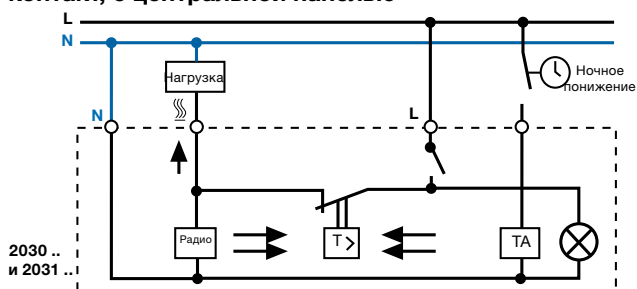 контакт, с центральной панелью
L
N
Нагрузка
Ночное
понижение
N
L
Радио
T >
TA
2030 ..
и 2031 ..